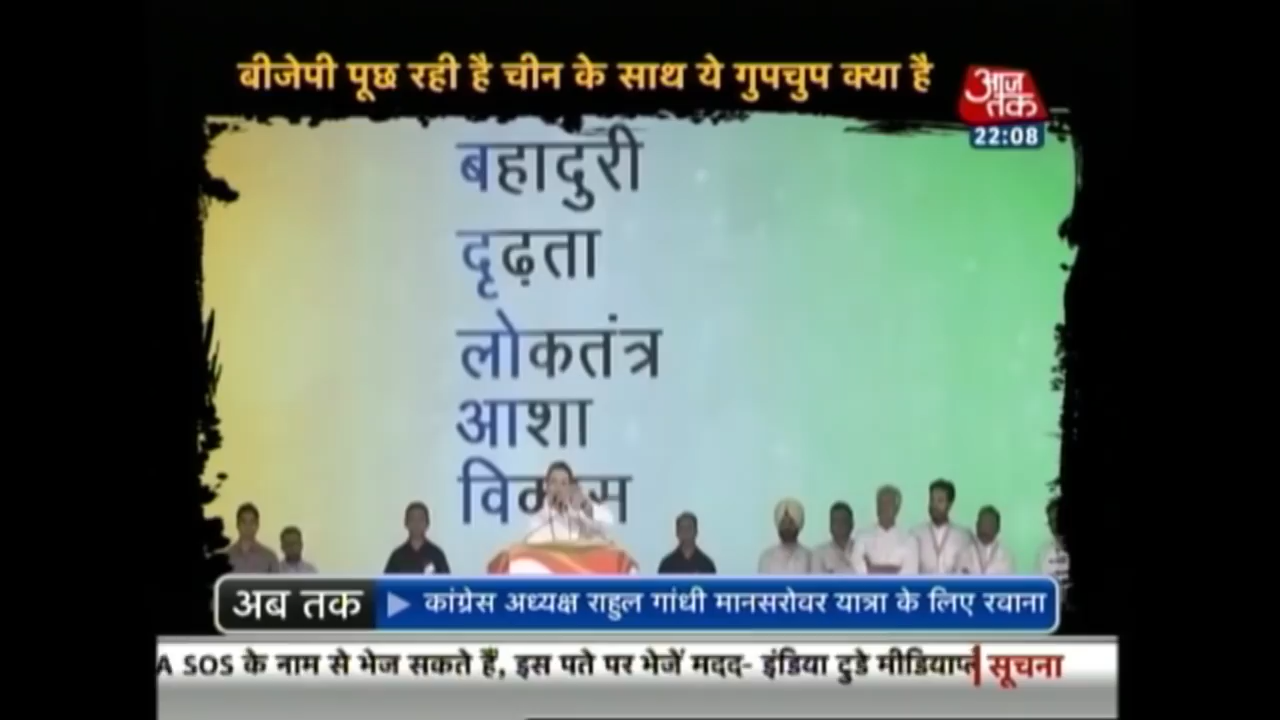 बीजेपी पूछ रही है चीन के साथ ये गुपचुप क्या है
आज तक
22:08
बहादुरी
दृढ़ता
लोकतंत्र
आशा
विकास
अब तक
कांग्रेस अध्यक्ष राहुल गांधी मानसरोवर यात्रा के लिए रवाना
A SOS के नाम से भेज सकते हैं, इस पते पर भेजें मदद- इंडिया टुडे
सूचना